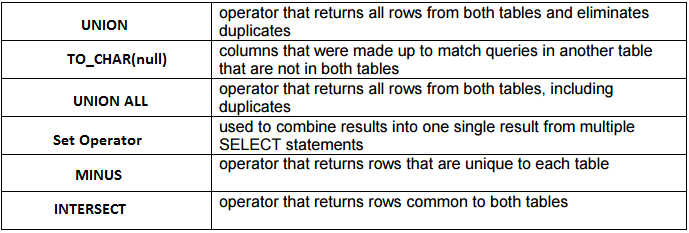 UNION
operator that returns all rows from both tables and eliminates
duplicates
TO_CHAR(null)
columns that were made up to match queries in another table
that are not in both tables
UNION ALL
operator that returns all rows from both tables, including
duplicates
Set Operator
used to combine results into one single result from multiple
SELECT statements
MINUS
operator that returns rows that are unique to each table
INTERSECT
operator that returns rows common to both tables